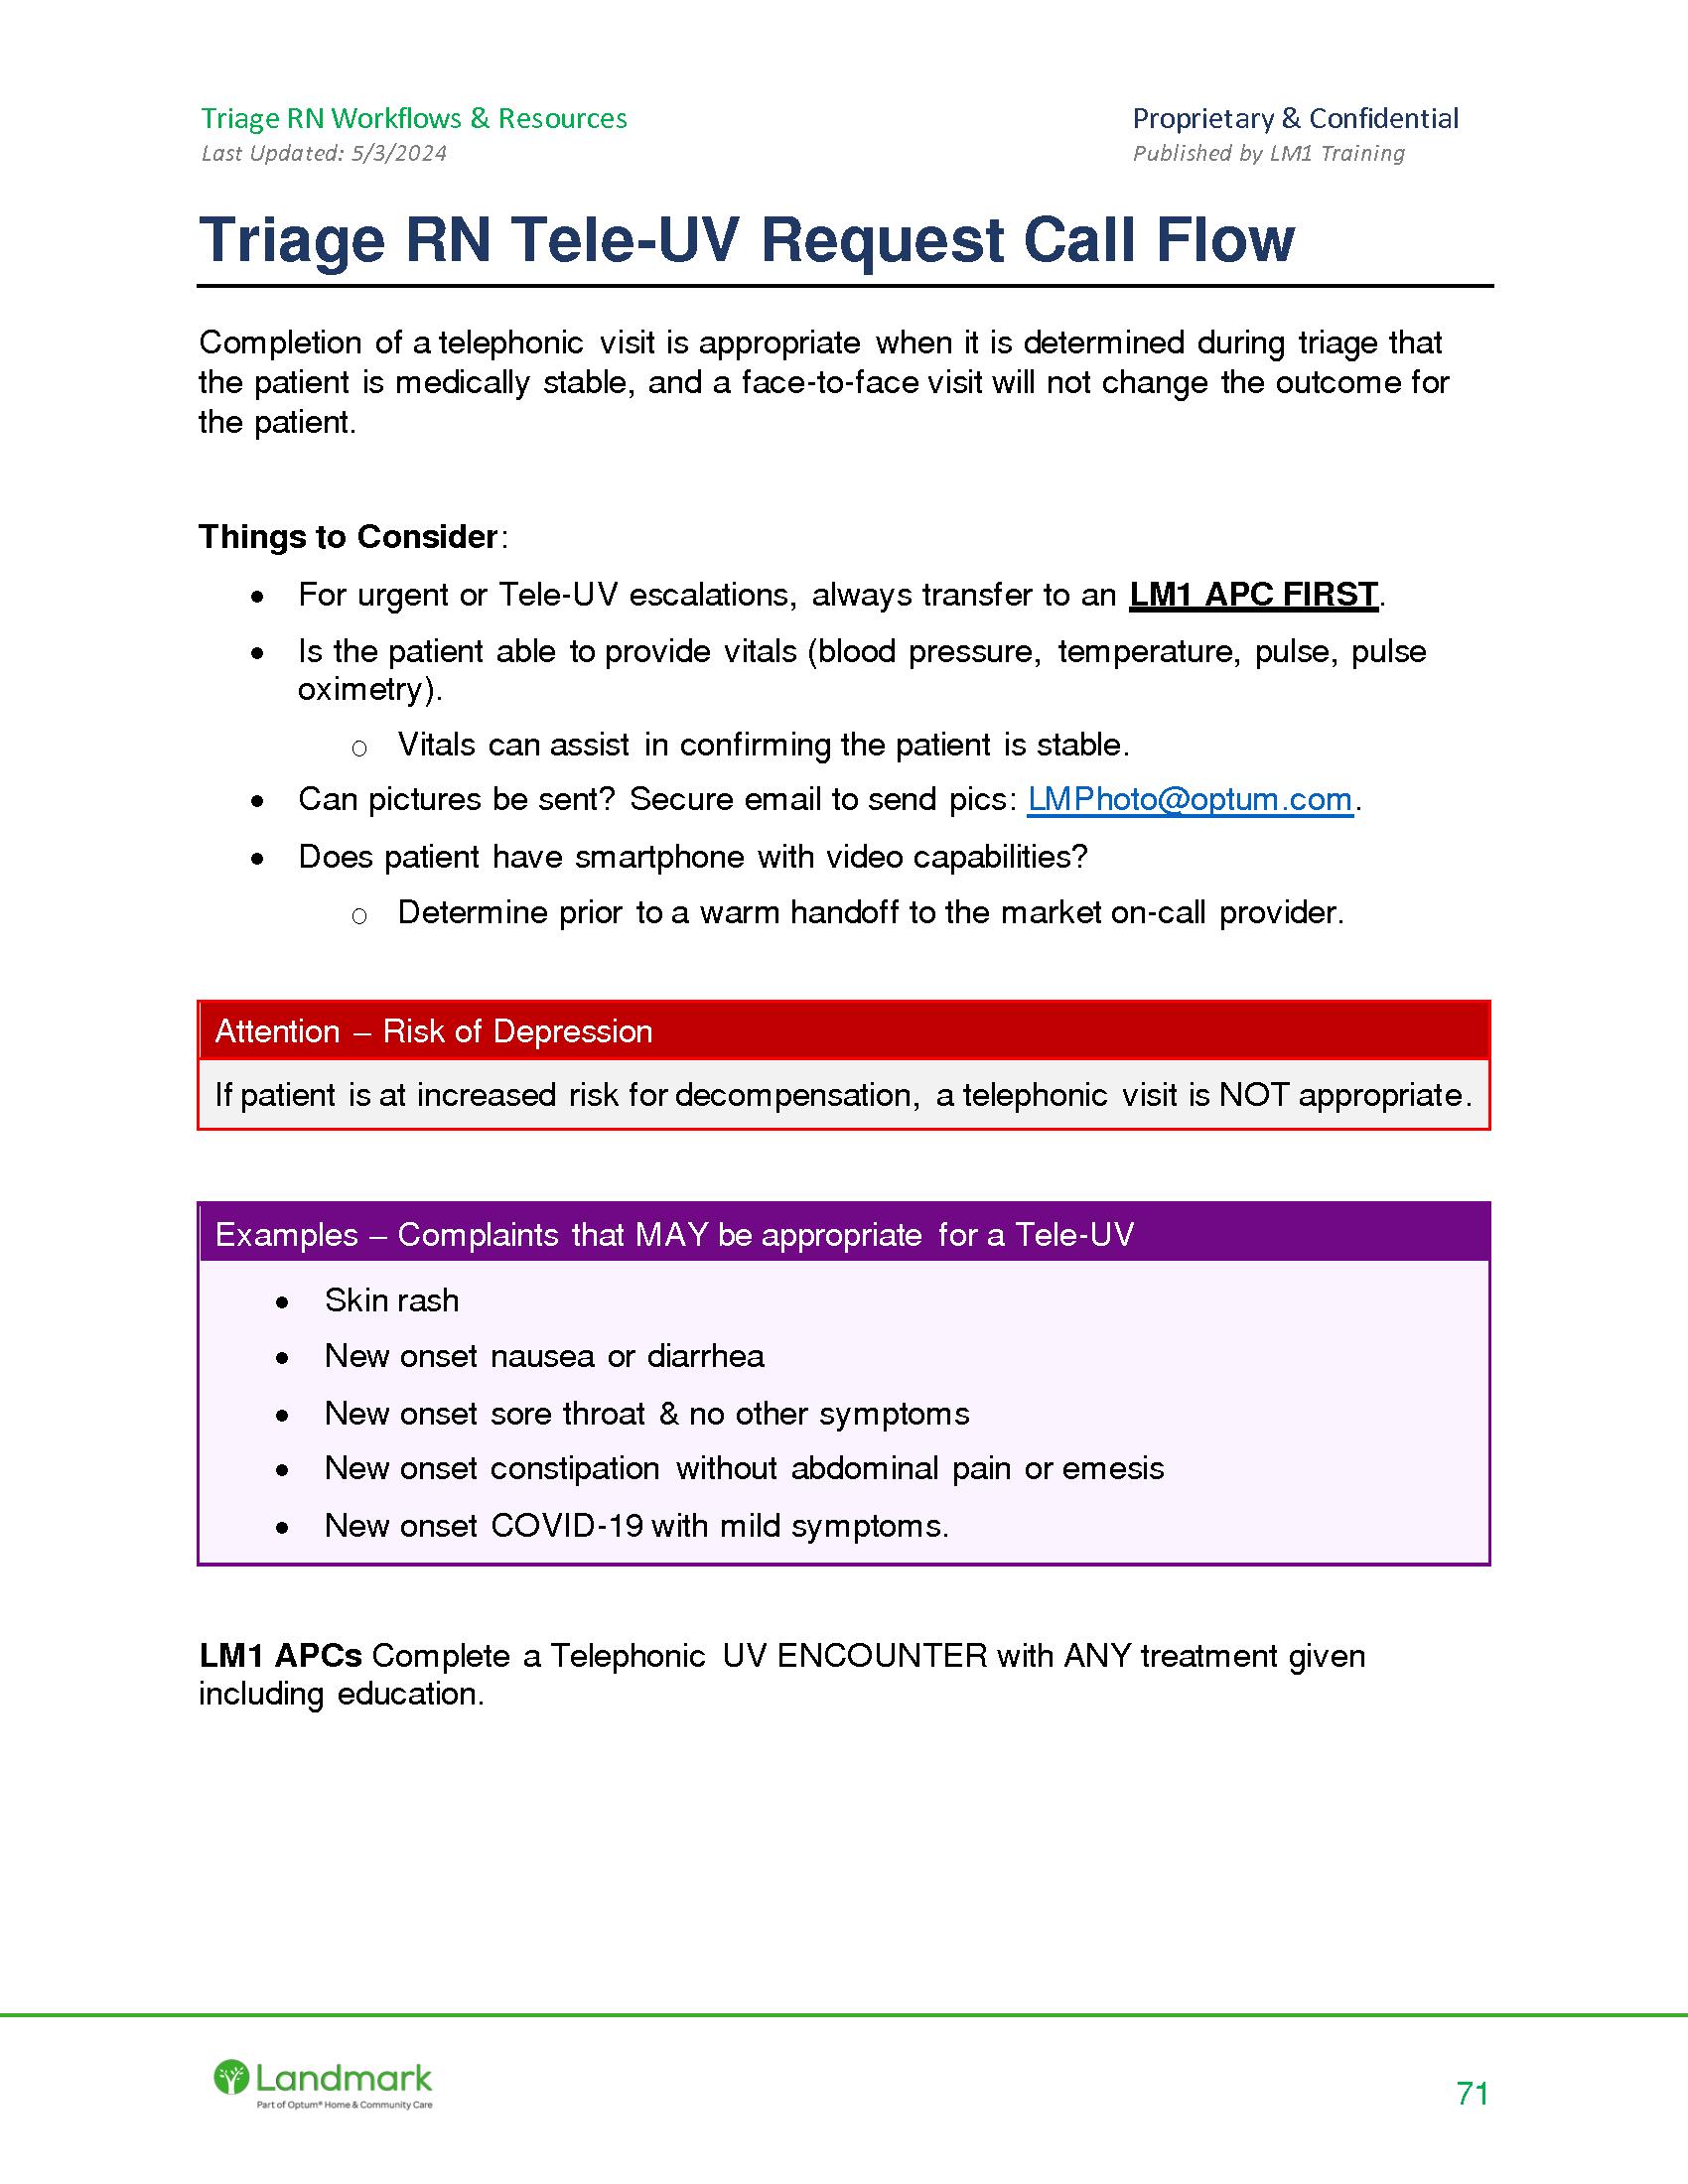 Triage RN Workflows & Resources
Proprietary & Confidential
Last Updated: 5/3/2024
Published by LM1 Training
Triage RN Tele-UV Request Call Flow
Completion of a telephonic visit is appropriate when it is determined during triage that
the patient is medically stable, and a face-to-face visit will not change the outcome for
the patient.
Things to Consider:
• For urgent or Tele-UV escalations, always transfer to an LM1 APC FIRST.
• Is the patient able to provide vitals (blood pressure, temperature, pulse, pulse
oximetry).
o Vitals can assist in confirming the patient is stable.
• Can pictures be sent? Secure email to send pics: LMPhoto@optum.com.
• Does patient have smartphone with video capabilities?
o Determine prior to a warm handoff to the market on-call provider.
Attention – Risk of Depression
If patient is at increased risk for decompensation, a telephonic visit is NOT appropriate.
Examples – Complaints that MAY be appropriate for a Tele-UV
• Skin rash
• New onset nausea or diarrhea
• New onset sore throat & no other symptoms
• New onset constipation without abdominal pain or emesis
• New onset COVID-19 with mild symptoms.
LM1 APCs Complete a Telephonic UV ENCOUNTER with ANY treatment given
including education.
Landmark
Part of Optum® Home & Community Care
71